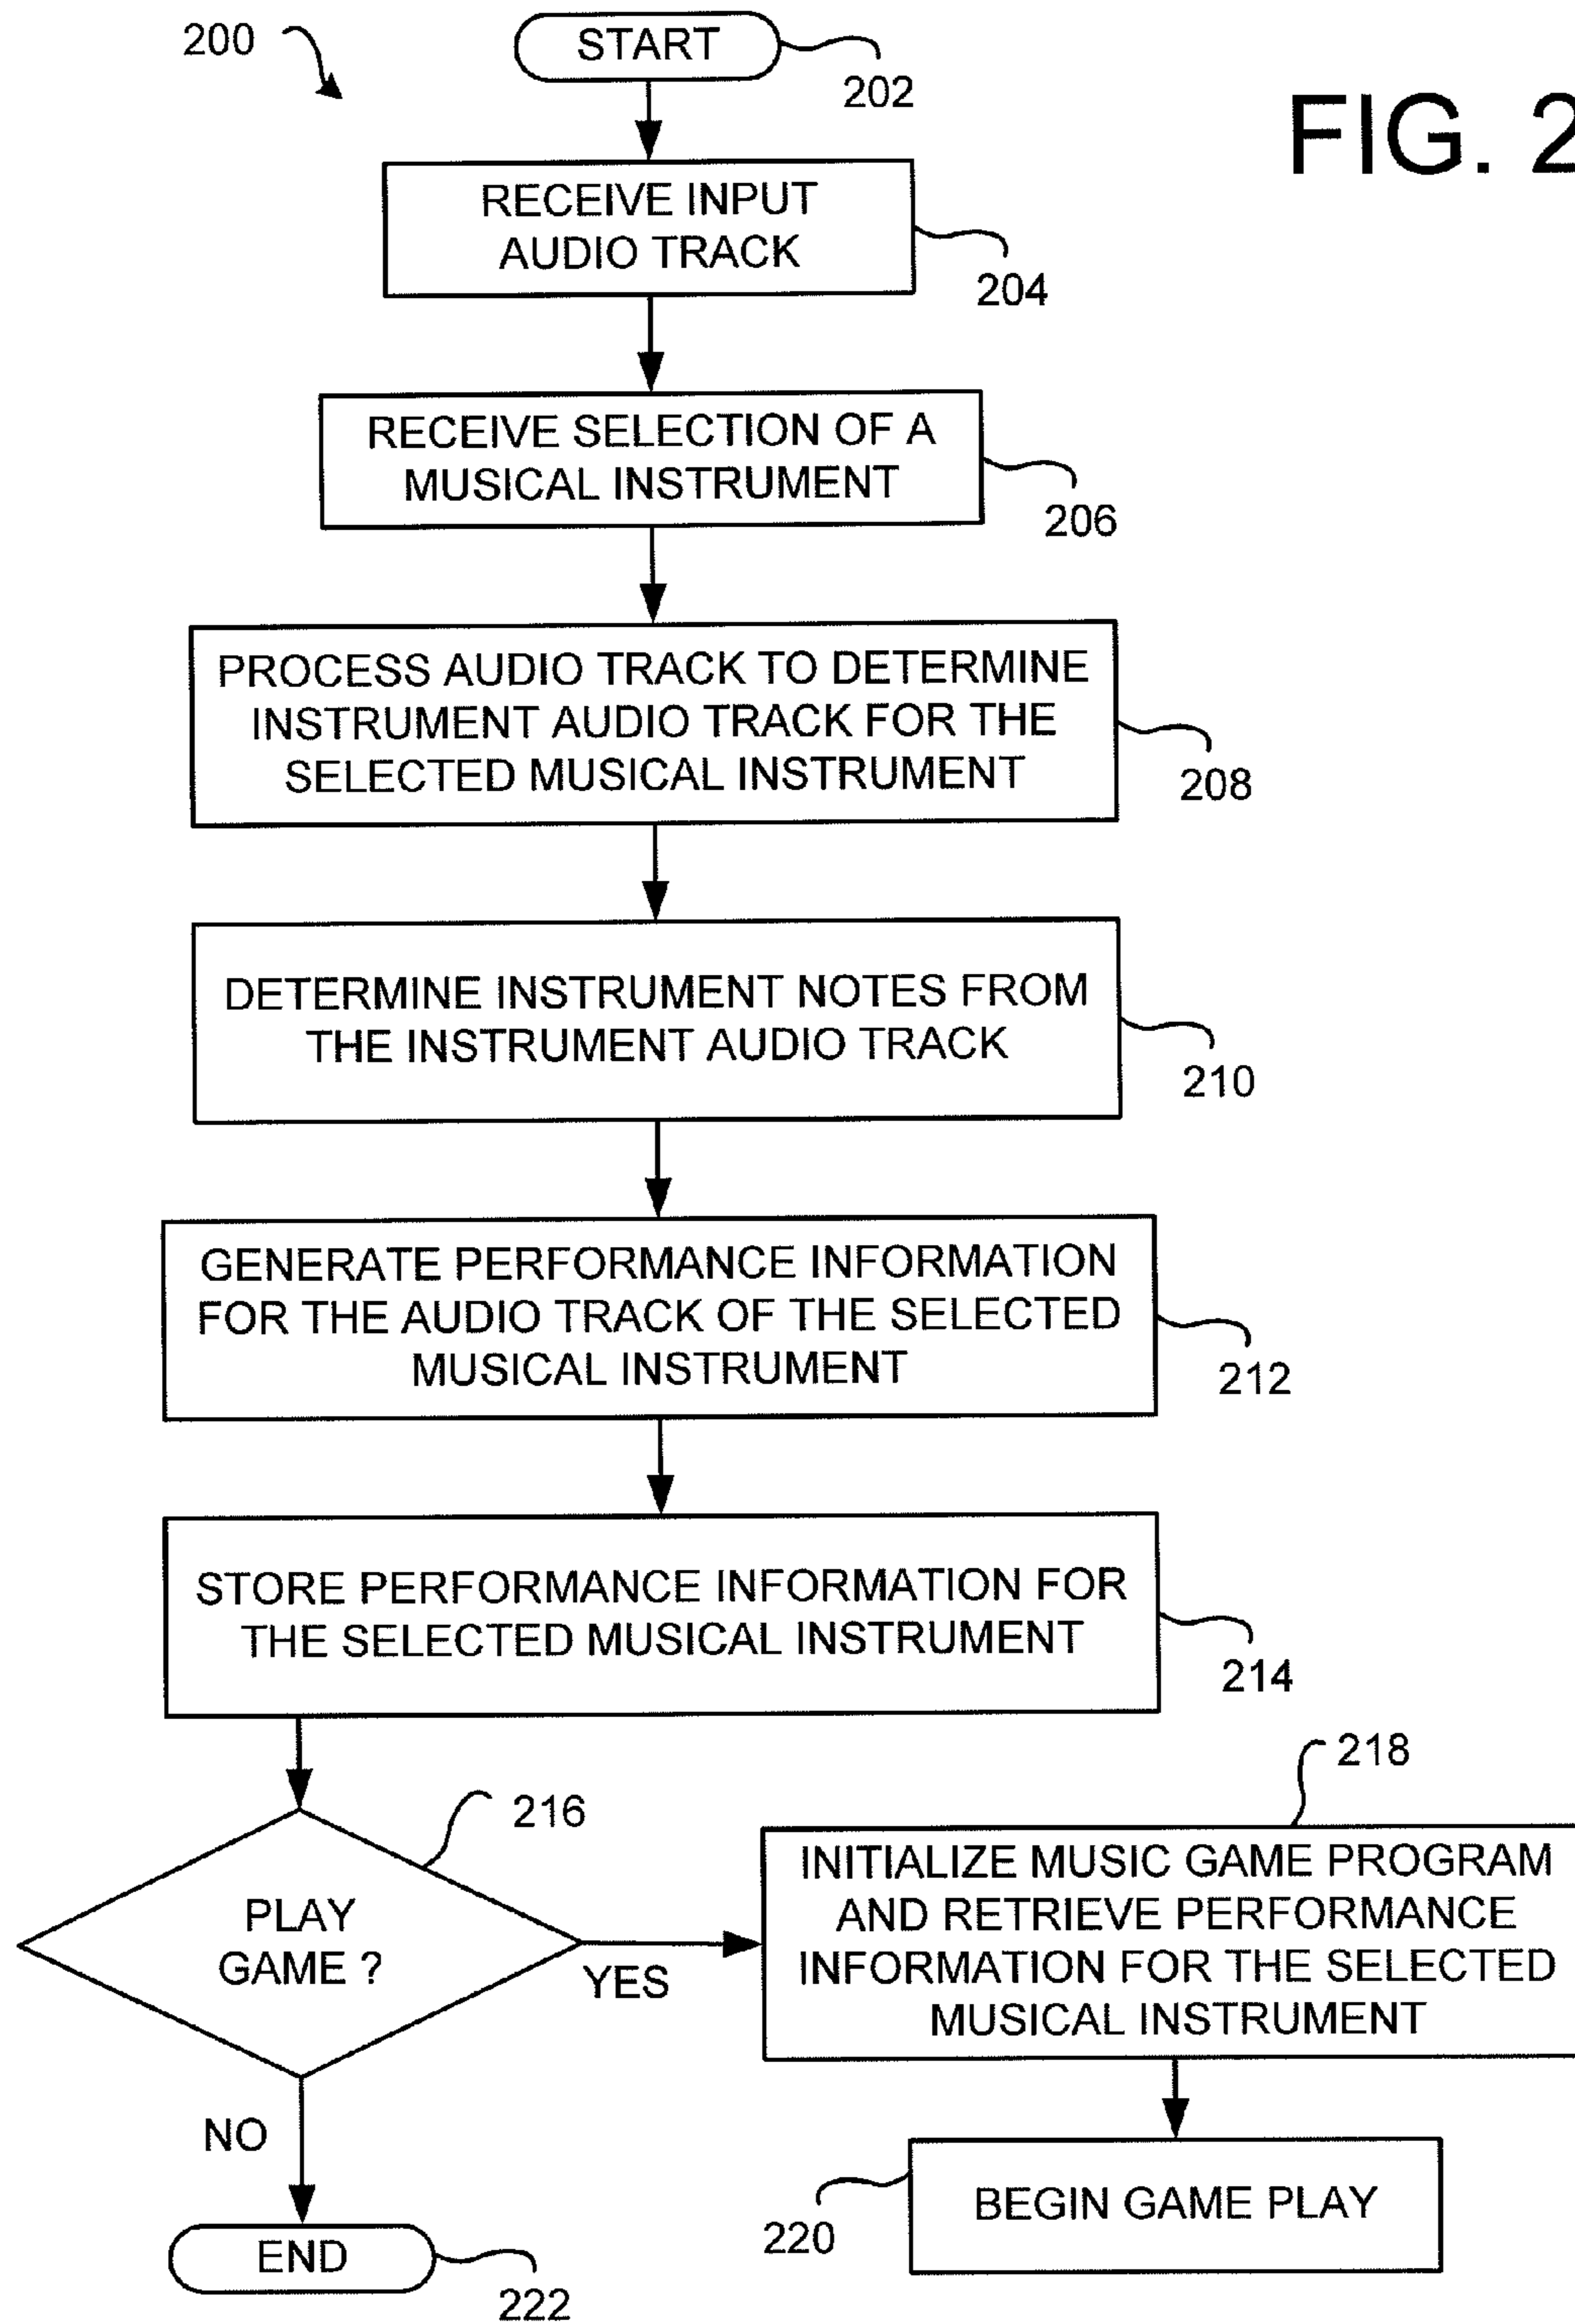 200
START
202
FIG. 2
RECEIVE INPUT
AUDIO TRACK
204
RECEIVE SELECTION OF A
MUSICAL INSTRUMENT
206
PROCESS AUDIO TRACK TO DETERMINE
INSTRUMENT AUDIO TRACK FOR THE
SELECTED MUSICAL INSTRUMENT
208
DETERMINE INSTRUMENT NOTES FROM
THE INSTRUMENT AUDIO TRACK
210
GENERATE PERFORMANCE INFORMATION
FOR THE AUDIO TRACK OF THE SELECTED
MUSICAL INSTRUMENT
212
STORE PERFORMANCE INFORMATION FOR
THE SELECTED MUSICAL INSTRUMENT
214
216
PLAY
GAME ?
YES
NO
218
INITIALIZE MUSIC GAME PROGRAM
AND RETRIEVE PERFORMANCE
INFORMATION FOR THE SELECTED
MUSICAL INSTRUMENT
BEGIN GAME PLAY
220
END
222